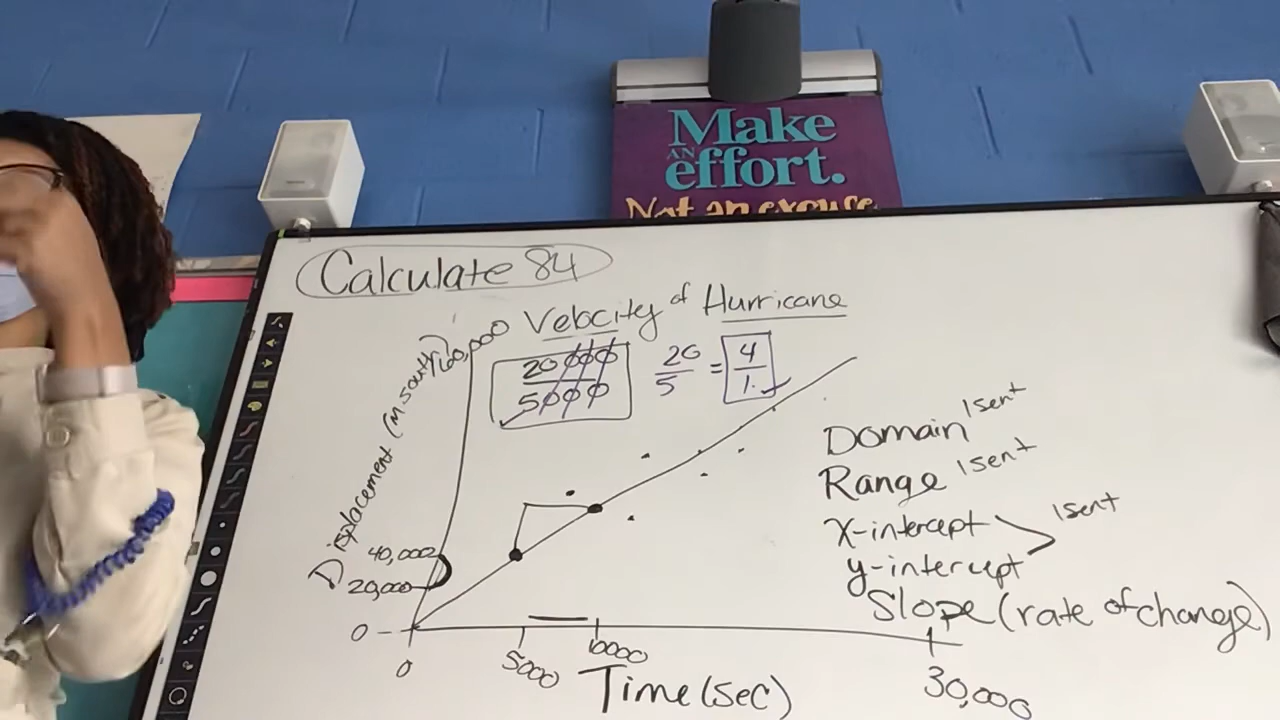 Make
AN
effort.
Not an excuse.
Calculate 84
Velocity of Hurricane
20000
5000
20
5
=
4
1
Displacement (m south)
40,000
20,000
0
0
5000
10000
30,000
Time (sec)
Domain 1 sent
Range 1 sent
x-intercept
1 sent
y-intercept
Slope (rate of change)